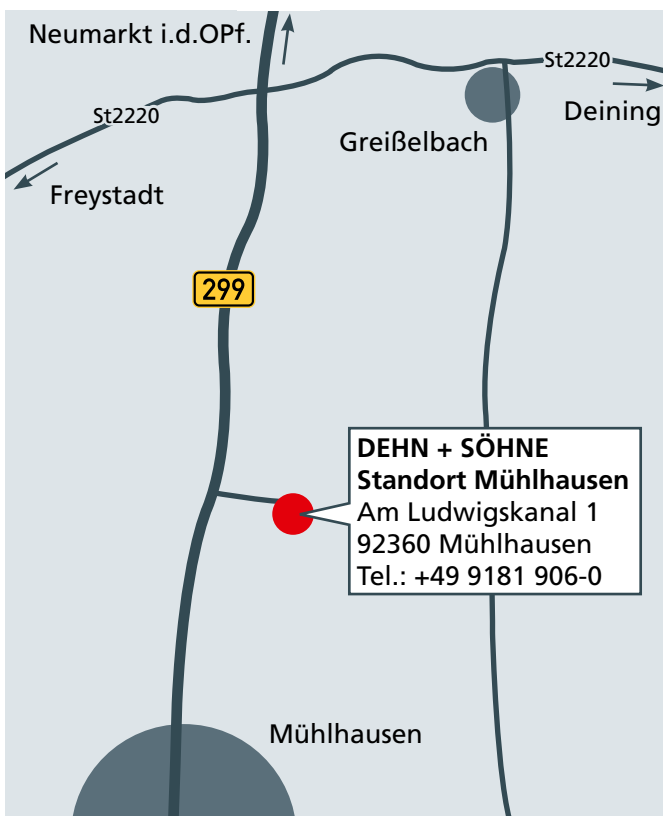 Neumarkt i.d.OPf.
St2220
St2220
Deining
Greißelbach
Freystadt
299
DEHN + SÖHNE
Standort Mühlhausen
Am Ludwigskanal 1
92360 Mühlhausen
Tel.: +49 9181 906-0
Mühlhausen